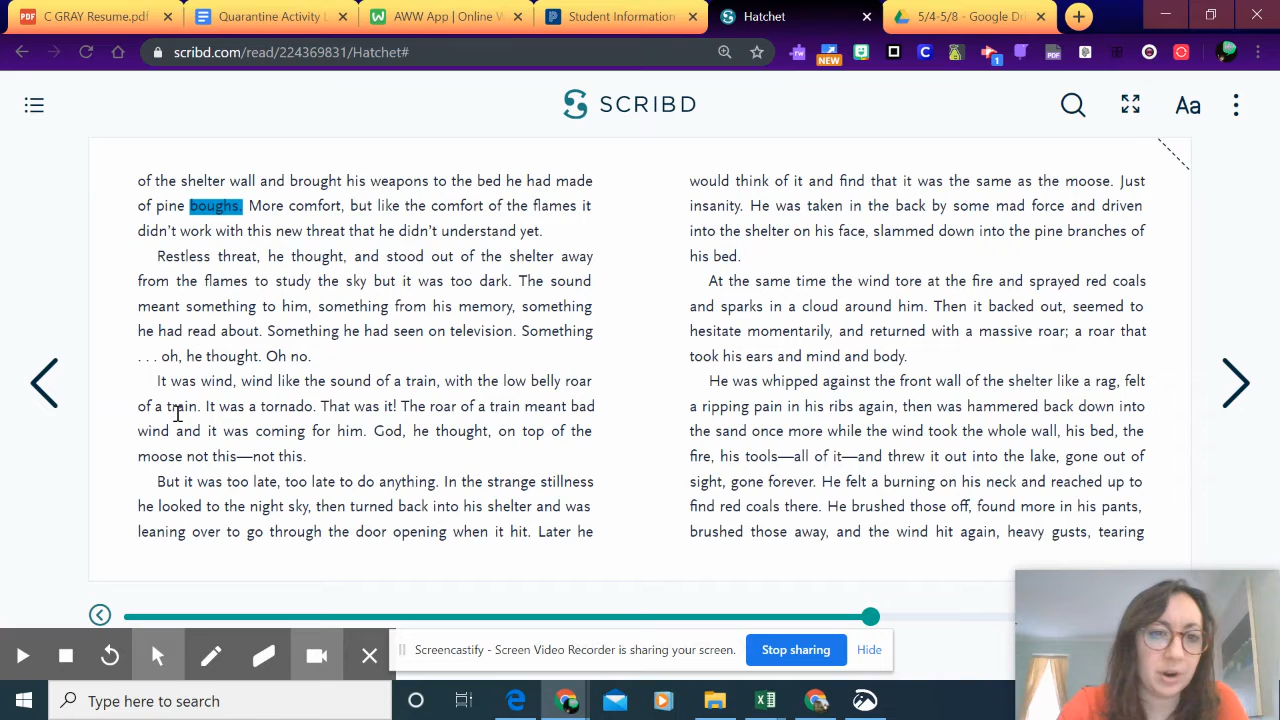 C GRAY Resume.pdf
Quarantine Activity L
AWW App | Online V
Student Information
Hatchet
5/4-5/8 - Google Dr
scribd.com/read/224369831/Hatchet#
NEW
1
PDF
SCRIBD
Aa
of the shelter wall and brought his weapons to the bed he had made
of pine boughs. More comfort, but like the comfort of the flames it
didn't work with this new threat that he didn't understand yet.
Restless threat, he thought, and stood out of the shelter away
from the flames to study the sky but it was too dark. The sound
meant something to him, something from his memory, something
he had read about. Something he had seen on television. Something
. . . oh, he thought. Oh no.
It was wind, wind like the sound of a train, with the low belly roar
of a train. It was a tornado. That was it! The roar of a train meant bad
wind and it was coming for him. God, he thought, on top of the
moose not this—not this.
But it was too late, too late to do anything. In the strange stillness
he looked to the night sky, then turned back into his shelter and was
leaning over to go through the door opening when it hit. Later he
would think of it and find that it was the same as the moose. Just
insanity. He was taken in the back by some mad force and driven
into the shelter on his face, slammed down into the pine branches of
his bed.
At the same time the wind tore at the fire and sprayed red coals
and sparks in a cloud around him. Then it backed out, seemed to
hesitate momentarily, and returned with a massive roar; a roar that
took his ears and mind and body.
He was whipped against the front wall of the shelter like a rag, felt
a ripping pain in his ribs again, then was hammered back down into
the sand once more while the wind took the whole wall, his bed, the
fire, his tools—all of it—and threw it out into the lake, gone out of
sight, gone forever. He felt a burning on his neck and reached up to
find red coals there. He brushed those off, found more in his pants,
brushed those away, and the wind hit again, heavy gusts, tearing
Screencastify - Screen Video Recorder is sharing your screen.
Stop sharing
Hide
Type here to search